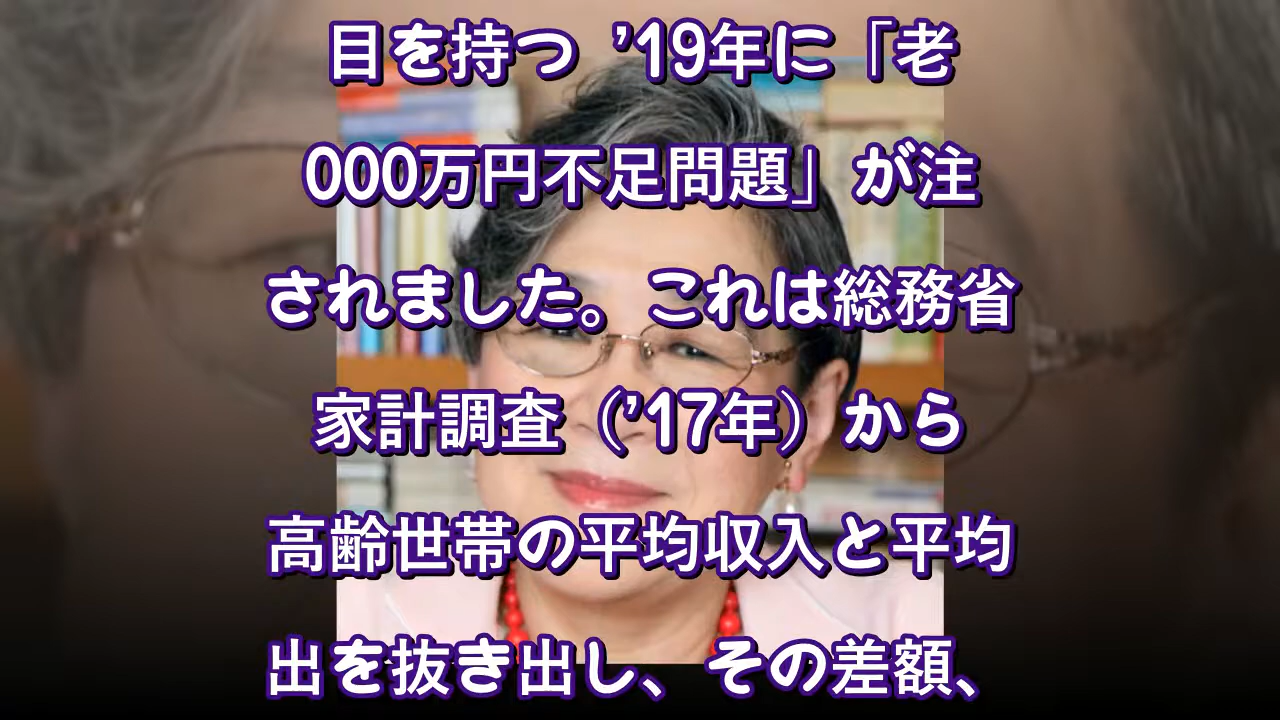 目を持つ ’19年に「老
000万円不足問題」が注
されました。これは総務省
家計調査（’17年）から
高齢世帯の平均収入と平均
出を抜き出し、その差額、